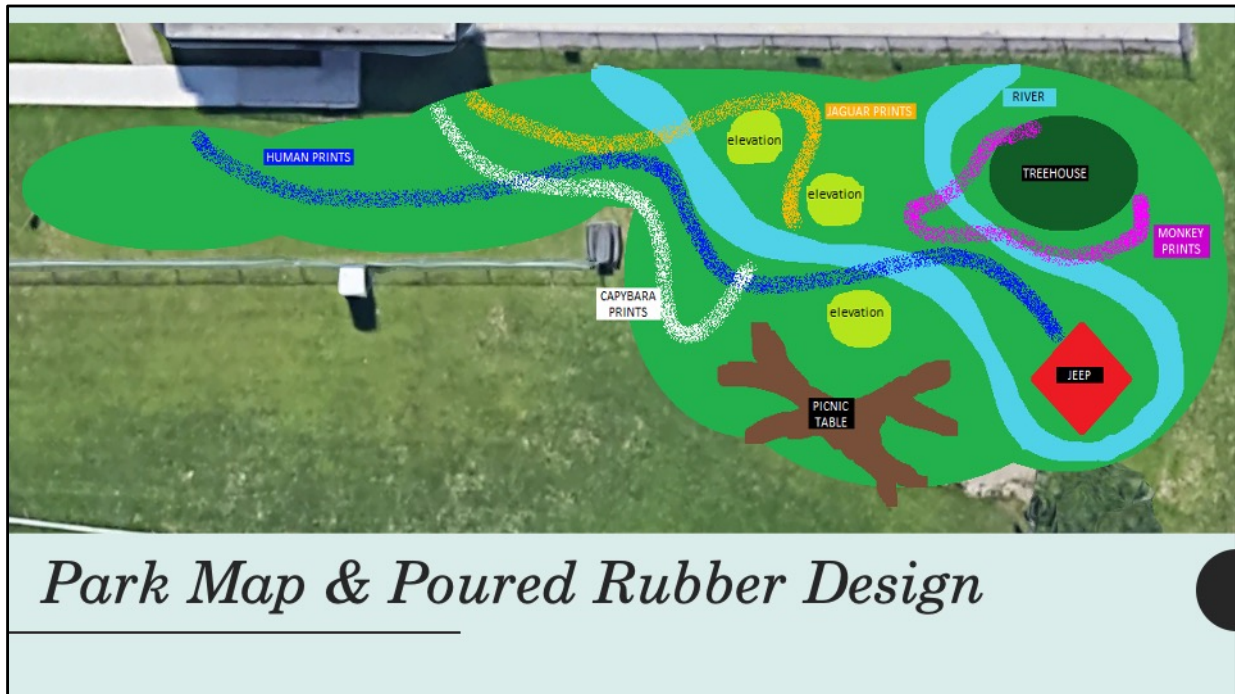 RIVER
JAGUAR PRINTS
elevation
HUMAN PRINTS
TREEHOUSE
elevation
MONKEY
PRINTS
CAPYBARA
PRINTS
elevation
JEEP
PICNIC
TABLE
Park Map & Poured Rubber Design